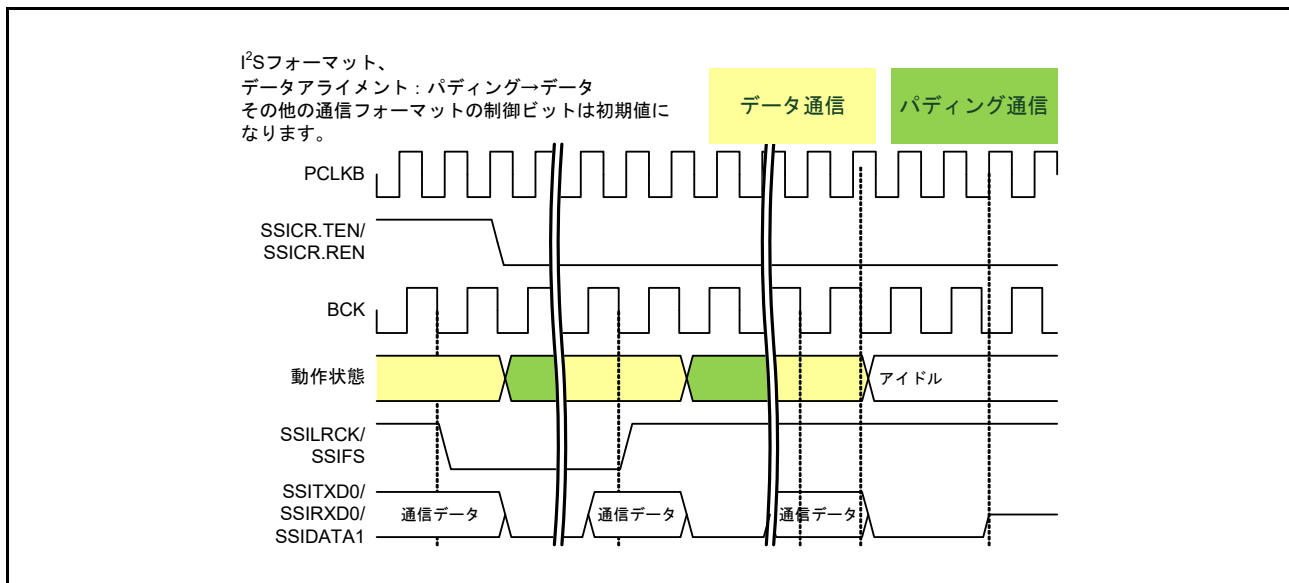 I²Sフォーマット、
データアライメント：パディング→データ
その他の通信フォーマットの制御ビットは初期値に
なります。
データ通信
パディング通信
PCLKB
SSICR.TEN/
SSICR.REN
BCK
動作状態
アイドル
SSILRCK/
SSIFS
SSITXD0/
SSIRXD0/
SSIDATA1
通信データ
通信データ
通信データ